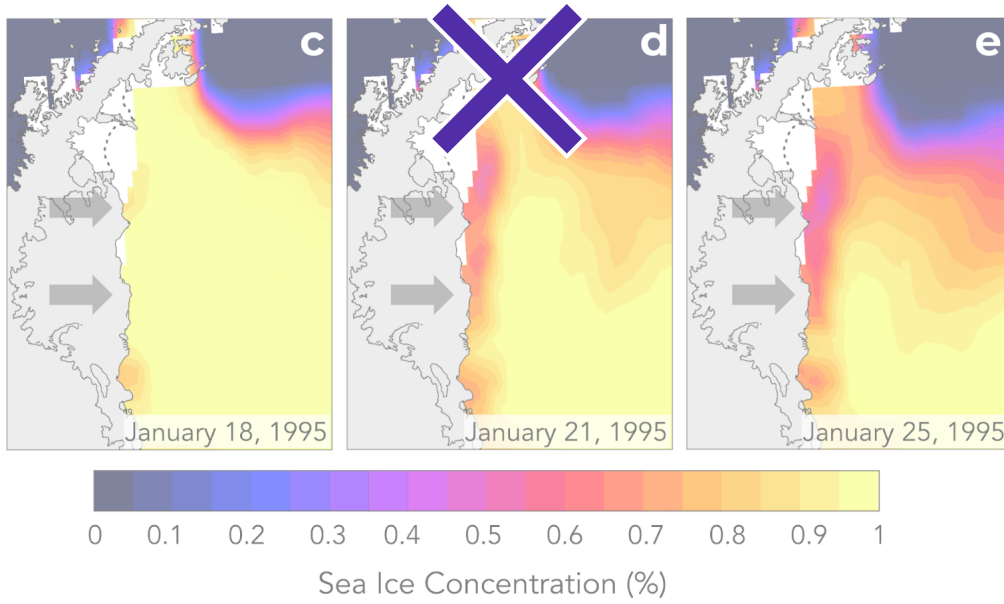 c
d
e
January 18, 1995
January 21, 1995
January 25, 1995
0 0.1 0.2 0.3 0.4 0.5 0.6 0.7 0.8 0.9 1
Sea Ice Concentration (%)